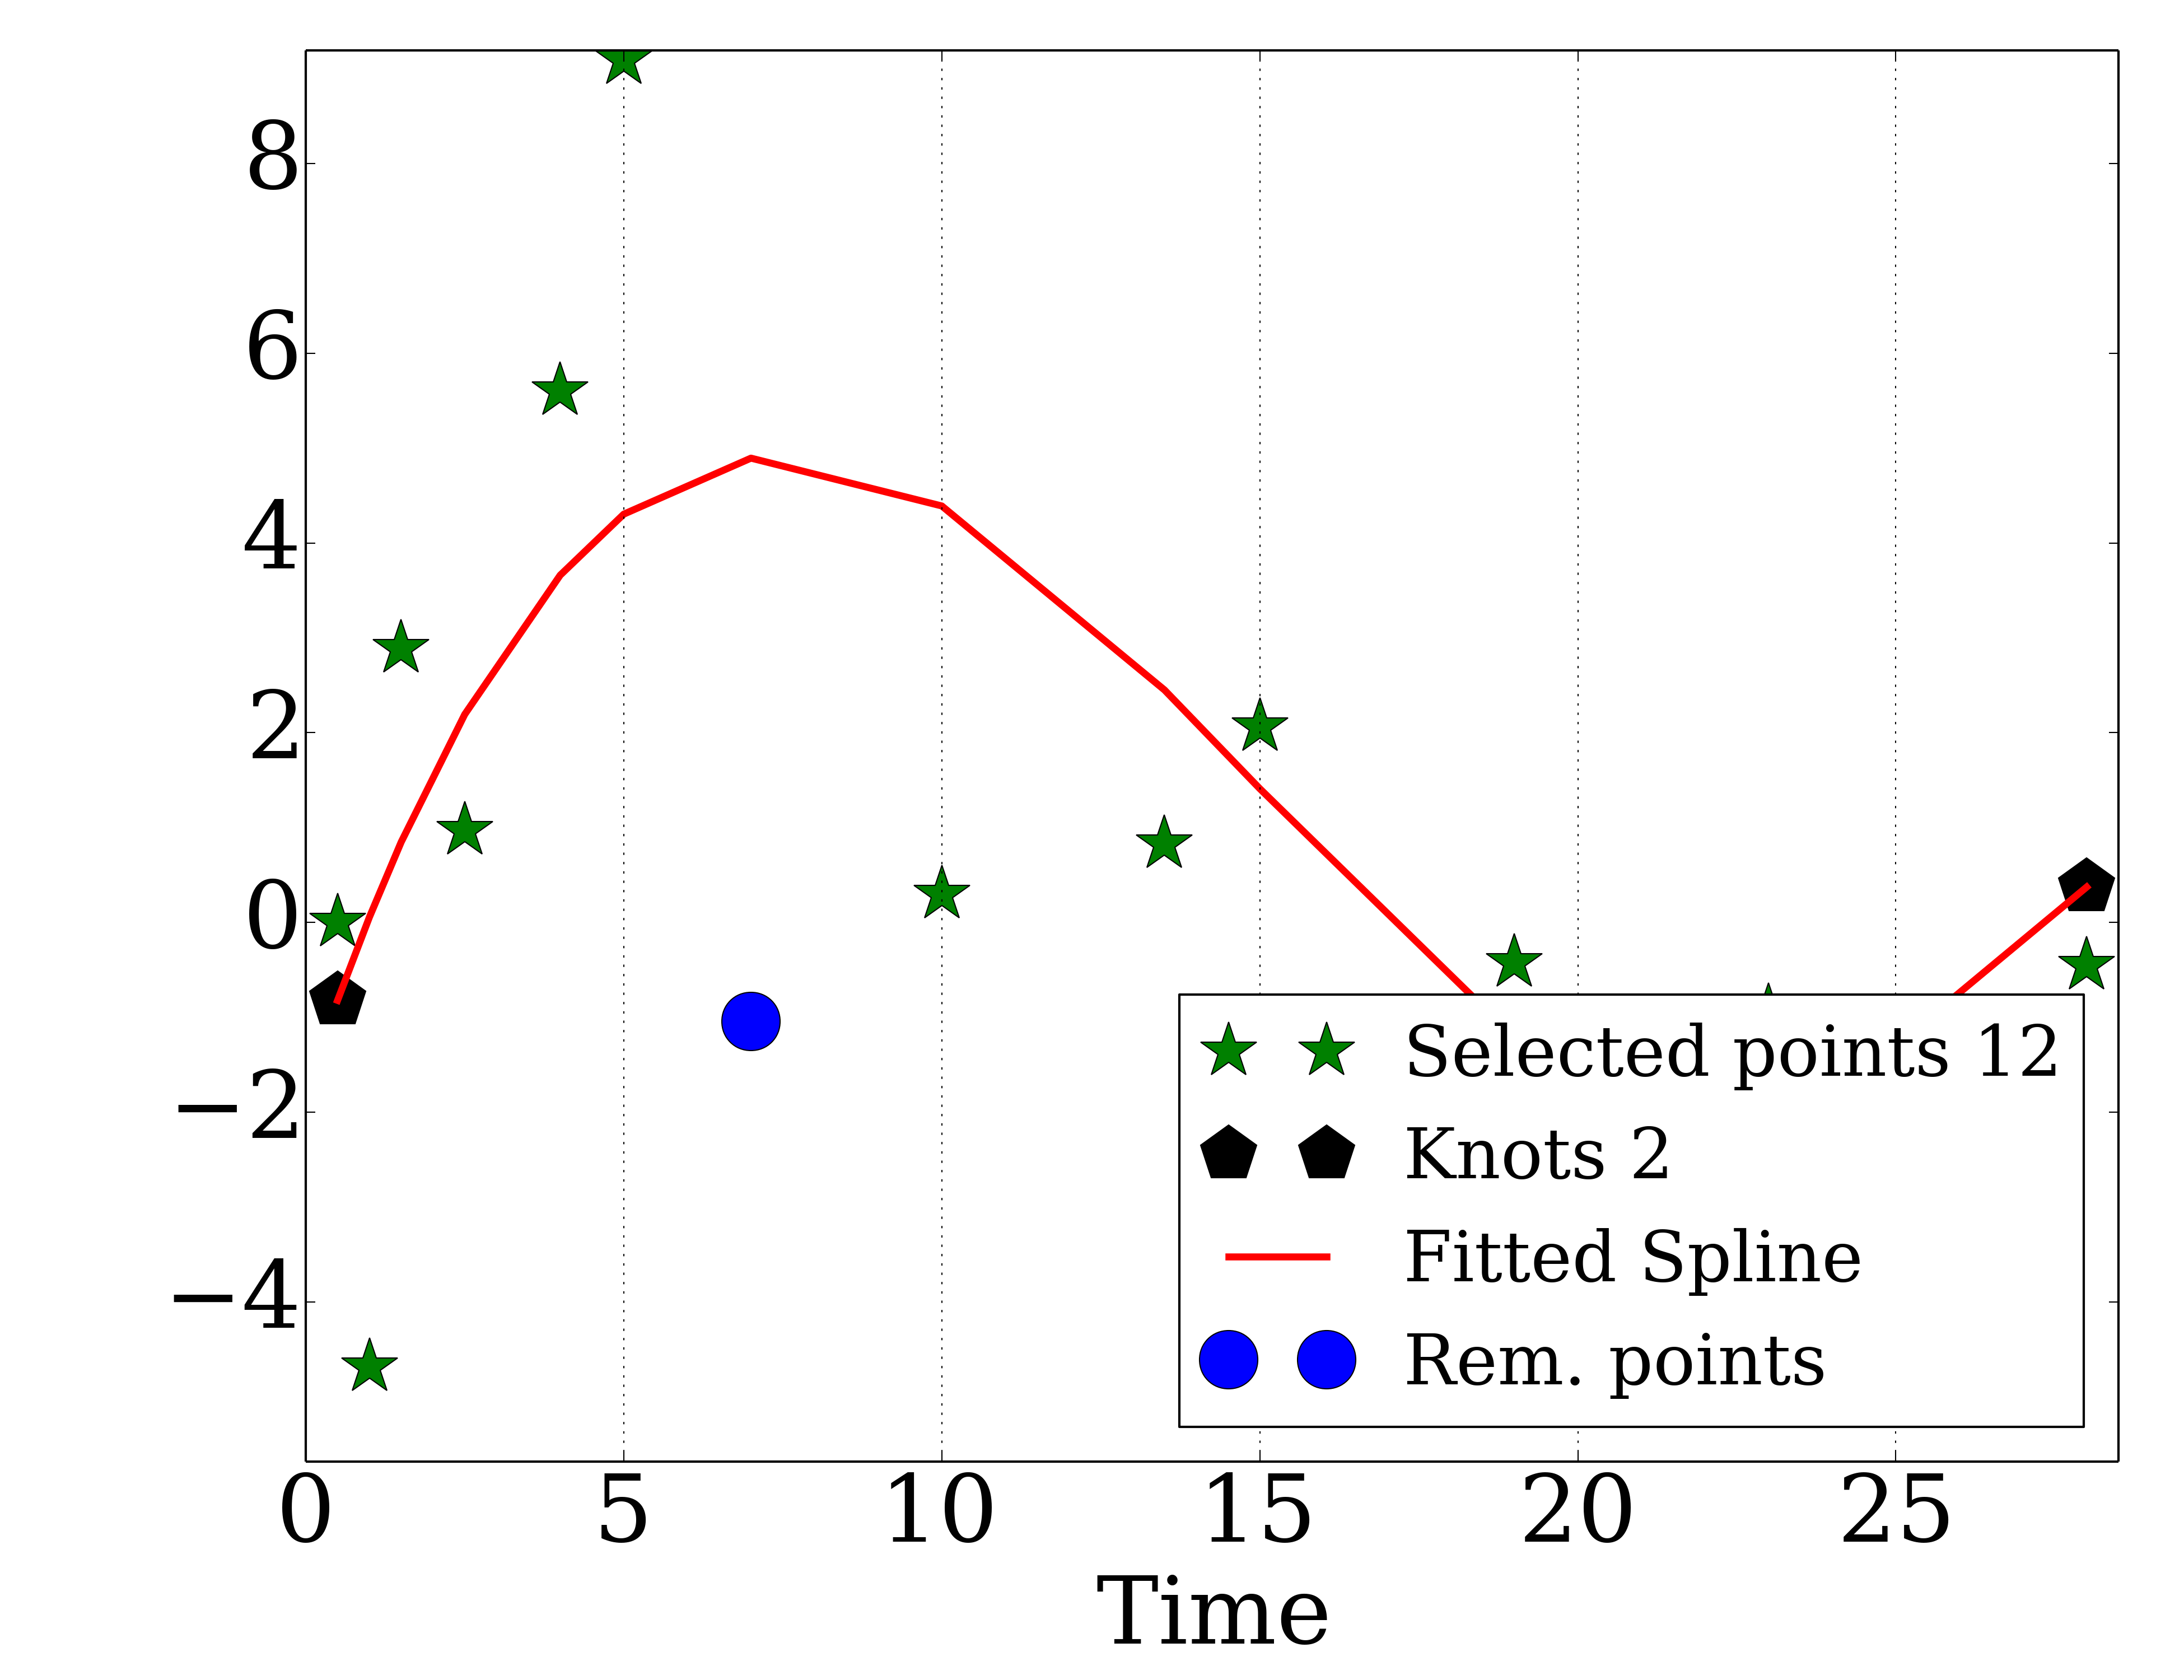 8
6
4
2
0
−2
−4
Selected points 12
Knots 2
Fitted Spline
Rem. points
0 5 10 15 20 25
Time